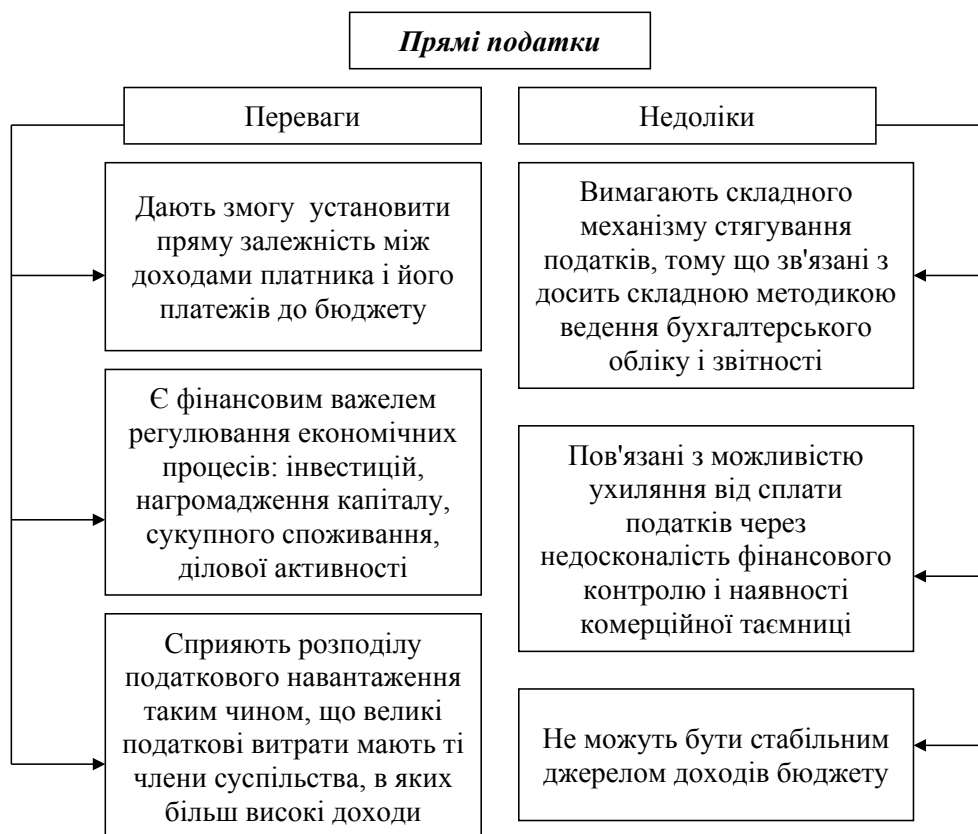 Прямі податки
Переваги
Дають змогу установити
пряму залежність між
доходами платника і його
платежів до бюджету
Є фінансовим важелем
регулювання економічних
процесів: інвестицій,
нагромадження капіталу,
сукупного споживання,
ділової активності
Сприяють розподілу
податкового навантаження
таким чином, що великі
податкові витрати мають ті
члени суспільства, в яких
більш високі доходи
Недоліки
Вимагають складного
механізму стягування
податків, тому що зв'язані з
досить складною методикою
ведення бухгалтерського
обліку і звітності
Пов'язані з можливістю
ухиляння від сплати
податків через
недосконалість фінансового
контролю і наявності
комерційної таємниці
Не можуть бути стабільним
джерелом доходів бюджету